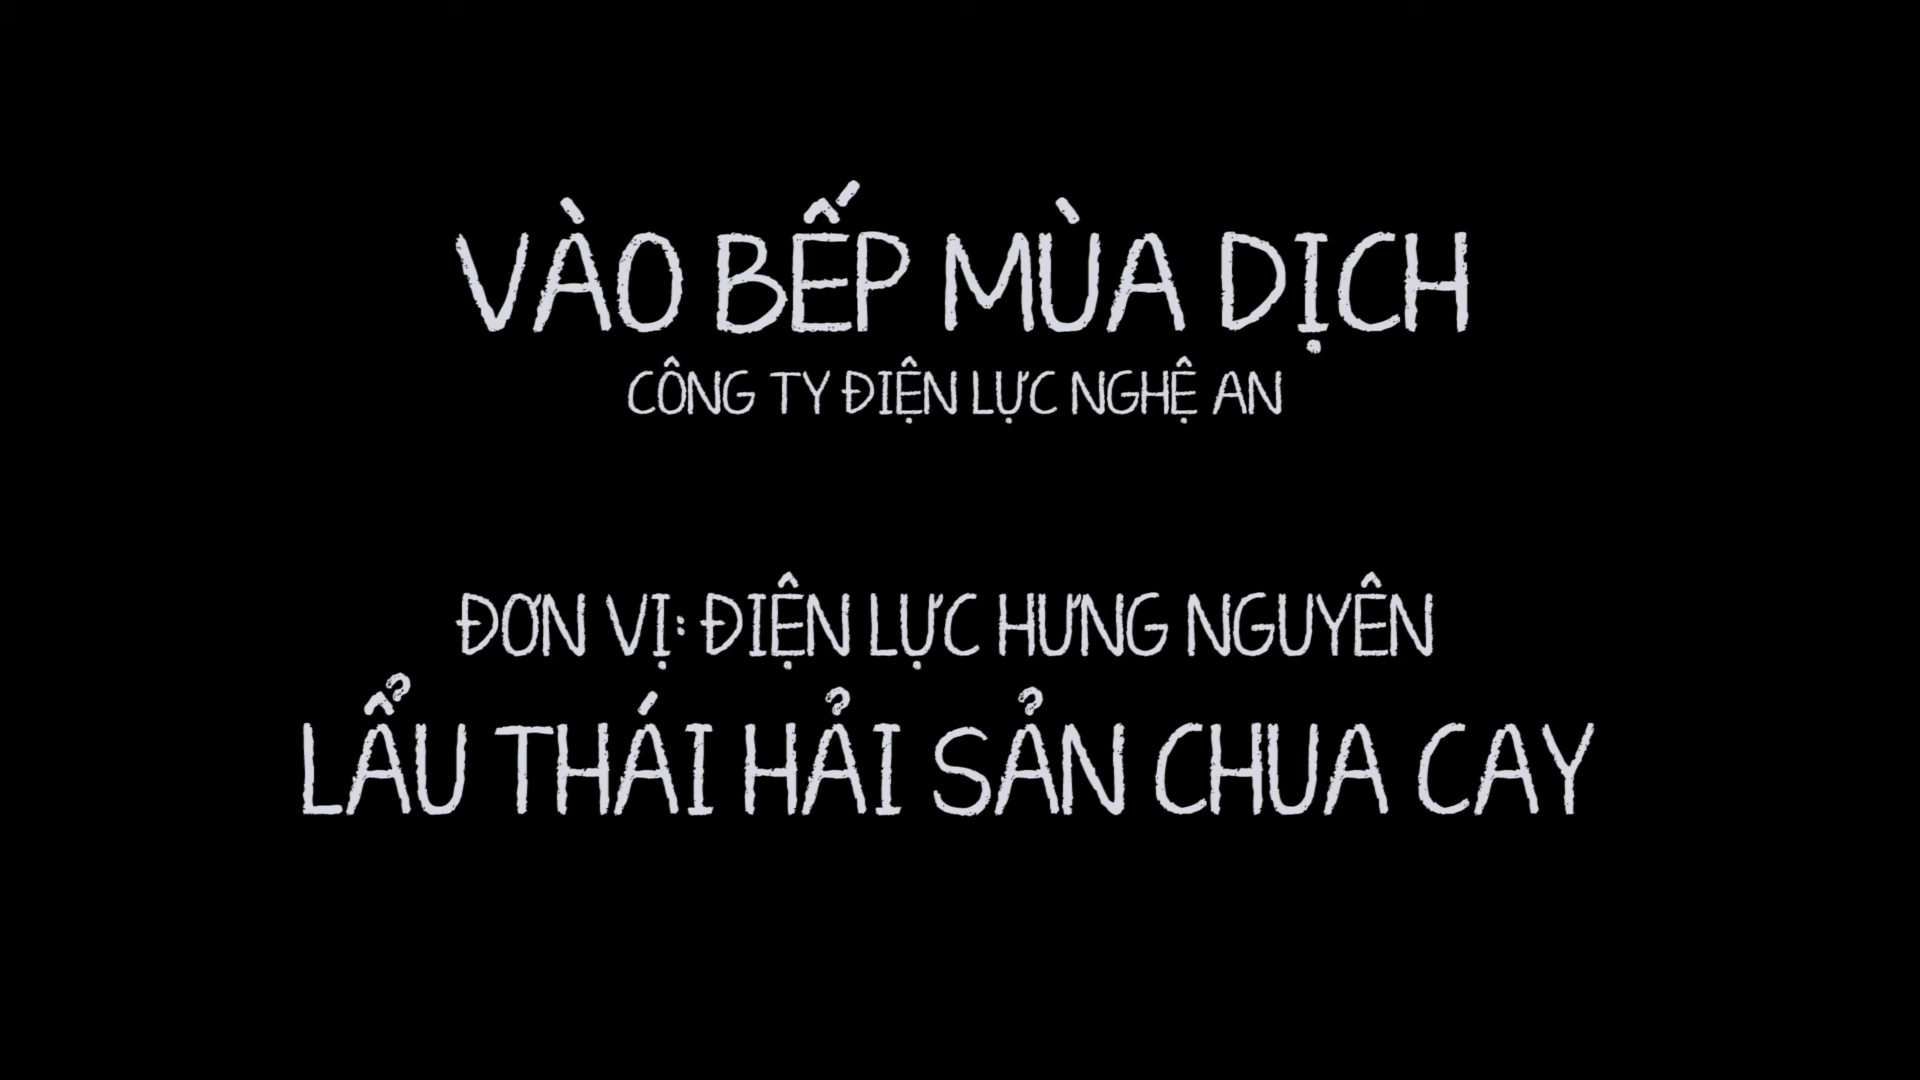 VÀO BẾP MÙA DỊCH
CÔNG TY ĐIỆN LỰC NGHỆ AN
ĐƠN VỊ: ĐIỆN LỰC HƯNG NGUYÊN
LẨU THÁI HẢI SẢN CHUA CAY